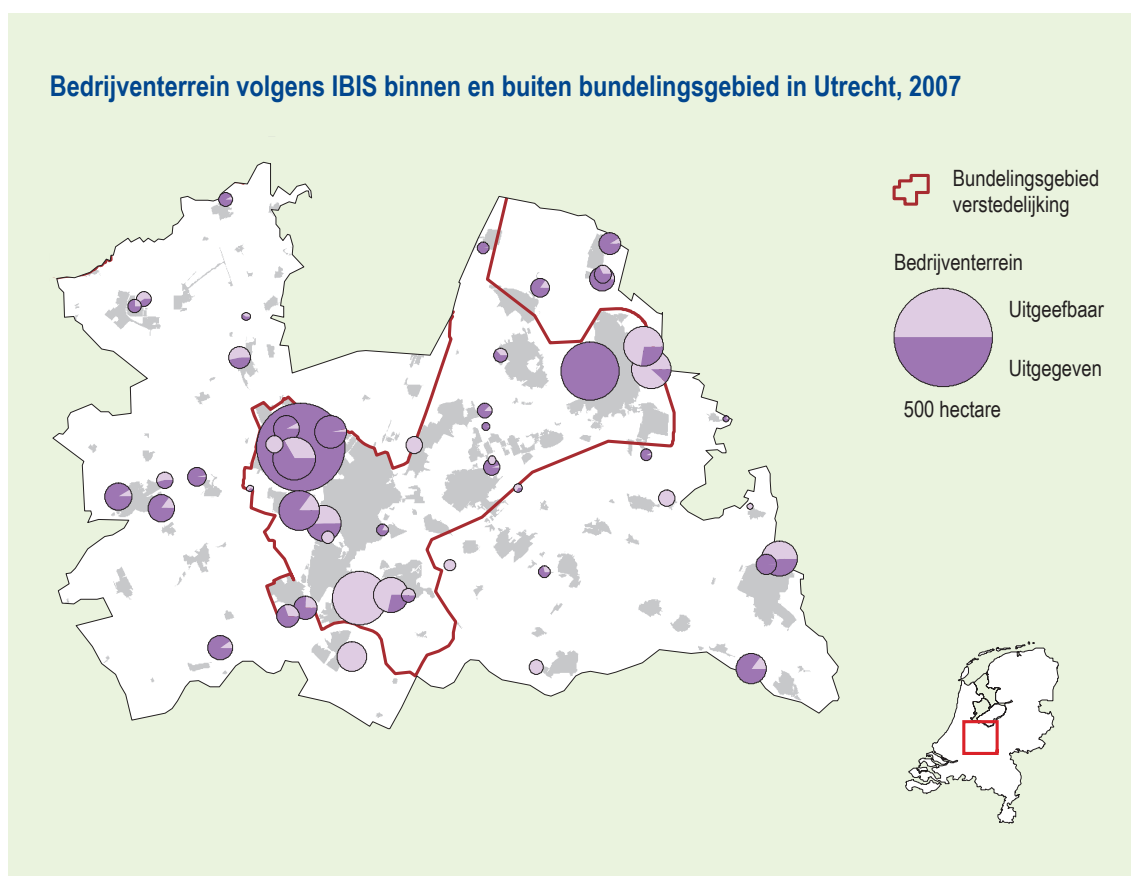 Bedrijventerrein volgens IBIS binnen en buiten bundelingsgebied in Utrecht, 2007
Bundelingsgebied
verstedelijking
Bedrijventerrein
Uitgeefbaar
Uitgegeven
500 hectare